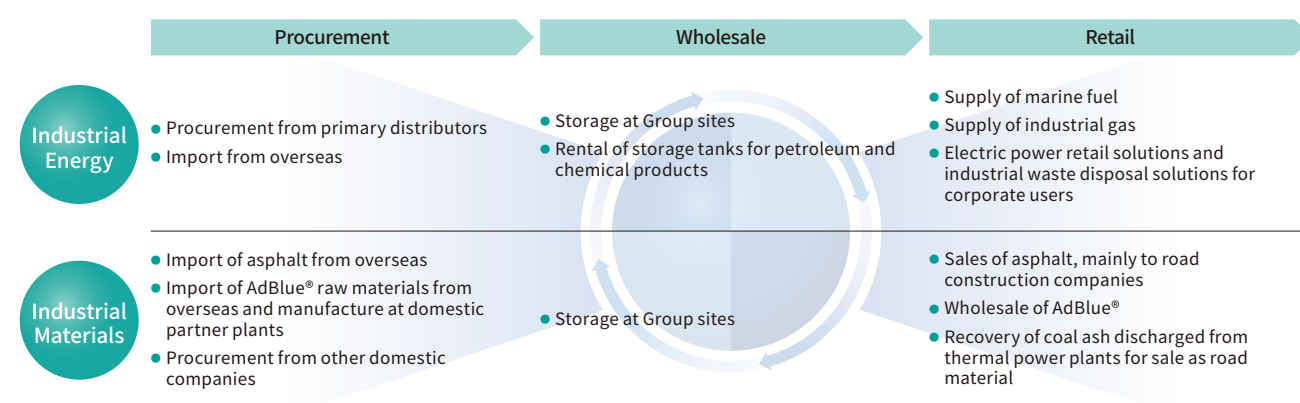 Procurement
Wholesale
Retail
Industrial
Energy
● Procurement from primary distributors
● Import from overseas
● Storage at Group sites
● Rental of storage tanks for petroleum and
chemical products
● Supply of marine fuel
● Supply of industrial gas
● Electric power retail solutions and
industrial waste disposal solutions for
corporate users
Industrial
Materials
● Import of asphalt from overseas
● Import of AdBlue® raw materials from
overseas and manufacture at domestic
partner plants
● Procurement from other domestic
companies
● Storage at Group sites
● Sales of asphalt, mainly to road
construction companies
● Wholesale of AdBlue®
● Recovery of coal ash discharged from
thermal power plants for sale as road
material